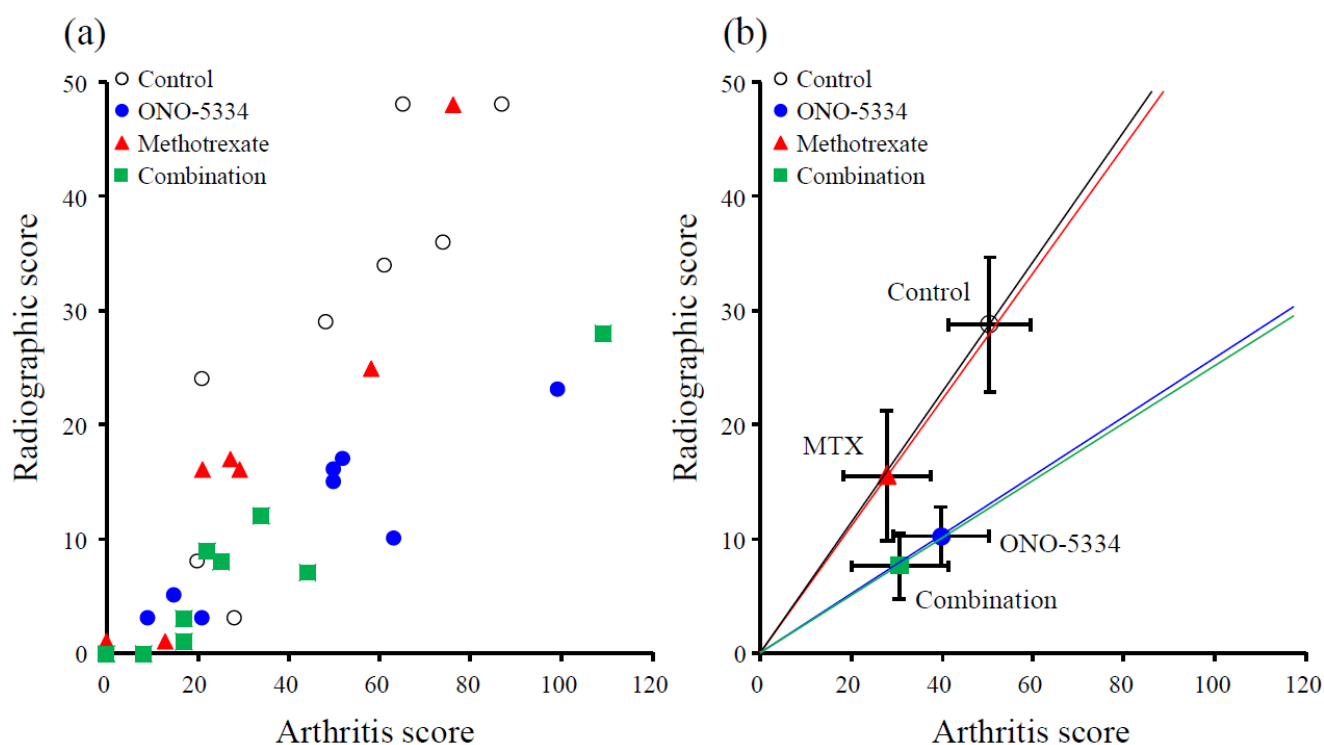 (a)
Control
ONO-5334
Methotrexate
Combination
50
40
30
20
10
0
0 20 40 60 80 100 120
Radiographic score
Arthritis score
(b)
Control
ONO-5334
Methotrexate
Combination
50
40
30
20
10
0
0 20 40 60 80 100 120
Radiographic score
Arthritis score
Control
MTX
ONO-5334
Combination